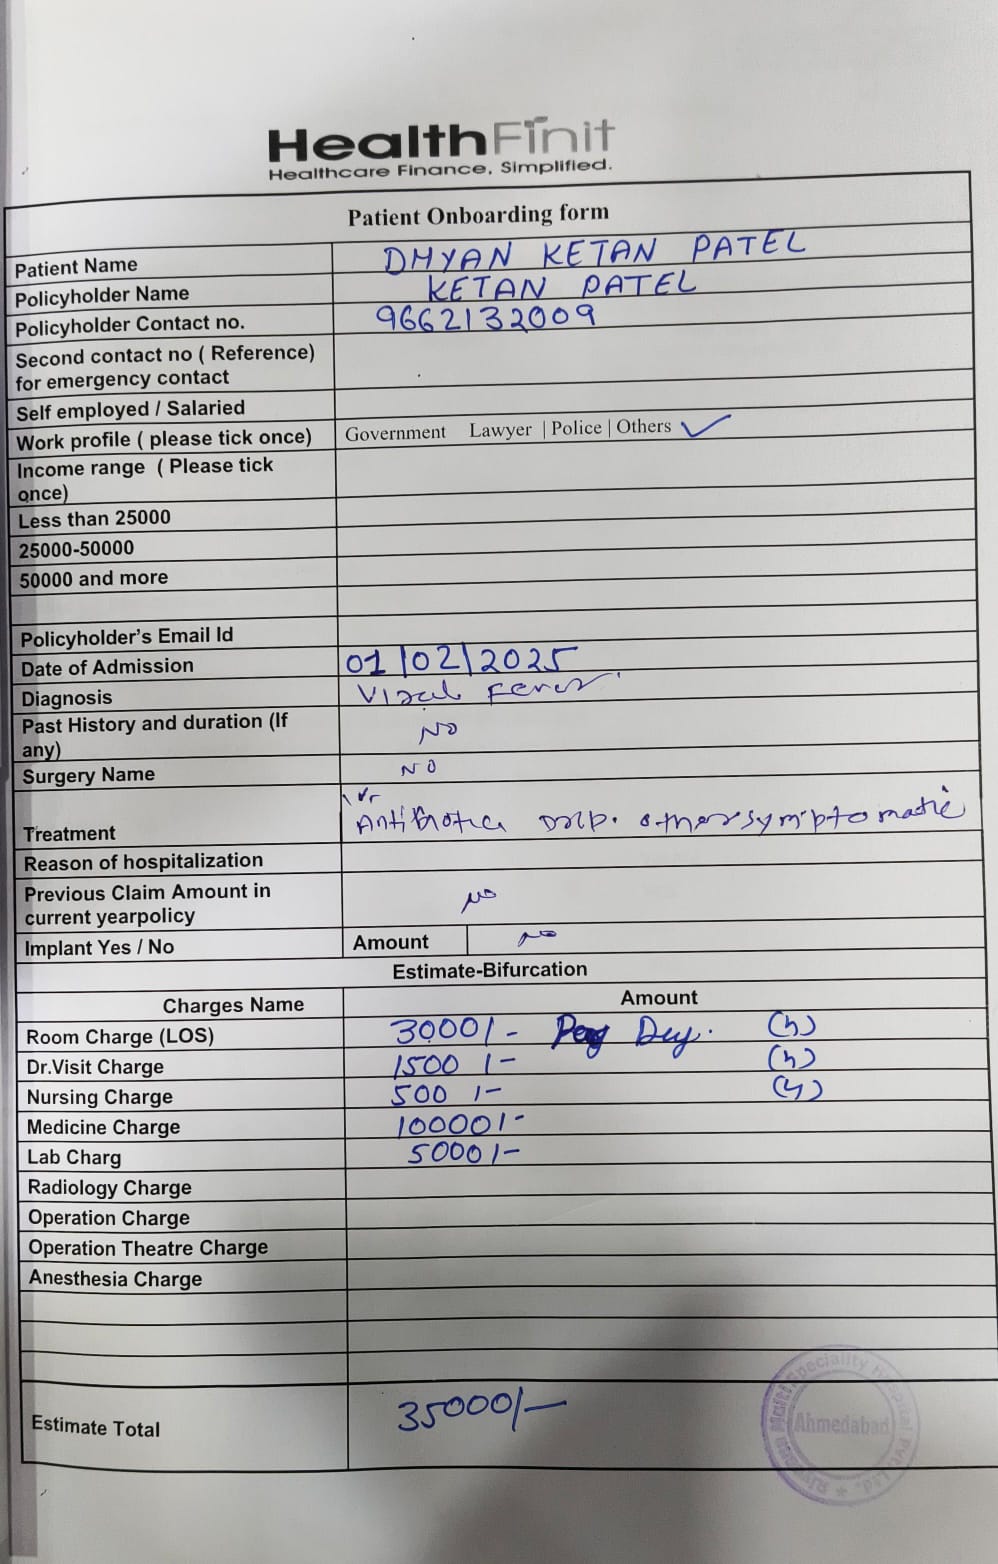 HealthFinit
Healthcare Finance, Simplified.
Patient Onboarding form
Patient Name DHYAN KETAN PATEL
Policyholder Name KETAN PATEL
Policyholder Contact no. 9662132009
Second contact no ( Reference)
for emergency contact
Self employed / Salaried
Work profile ( please tick once) Government Lawyer | Police | Others ✓
Income range ( Please tick
once)
Less than 25000
25000-50000
50000 and more
Policyholder's Email Id
Date of Admission 01/02/2025
Diagnosis Viral Fever.
Past History and duration (If
any) NO
Surgery Name NO
Treatment Antibiotics Drip. other symptomatic
Reason of hospitalization
Previous Claim Amount in
current yearpolicy NO
Implant Yes / No Amount NO
Estimate-Bifurcation
Charges Name Amount
Room Charge (LOS) 3000/- Per Day.
Dr.Visit Charge 1500/-
Nursing Charge 500/-
Medicine Charge 10000/-
Lab Charg 5000/-
Radiology Charge
Operation Charge
Operation Theatre Charge
Anesthesia Charge
Estimate Total 35000/-
Multi Speciality Hospital Pvt. Ltd. *
Ahmedabad